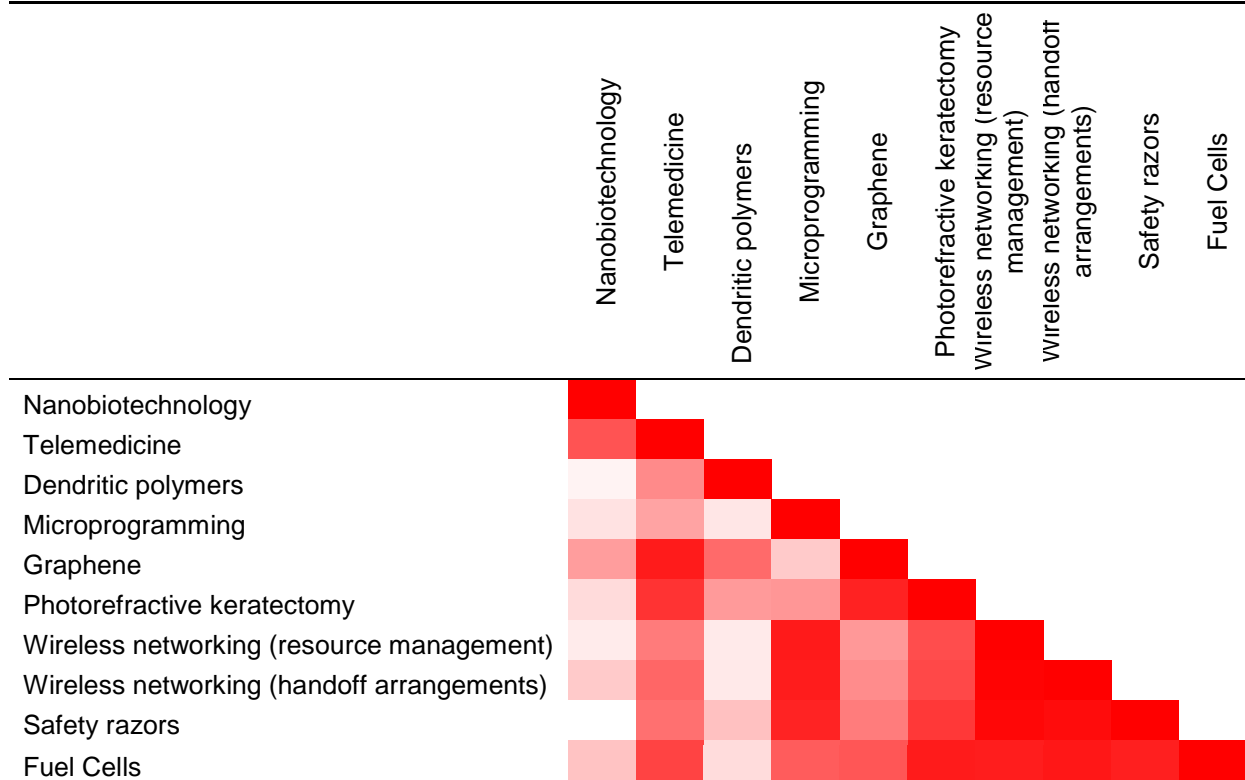 Nanobiotechnology
Telemedicine
Dendritic polymers
Microprogramming
Graphene
Photorefractive keratectomy
Wireless networking (resource
management)
Wireless networking (handoff
arrangements)
Safety razors
Fuel Cells
Nanobiotechnology
Telemedicine
Dendritic polymers
Microprogramming
Graphene
Photorefractive keratectomy
Wireless networking (resource management)
Wireless networking (handoff arrangements)
Safety razors
Fuel Cells